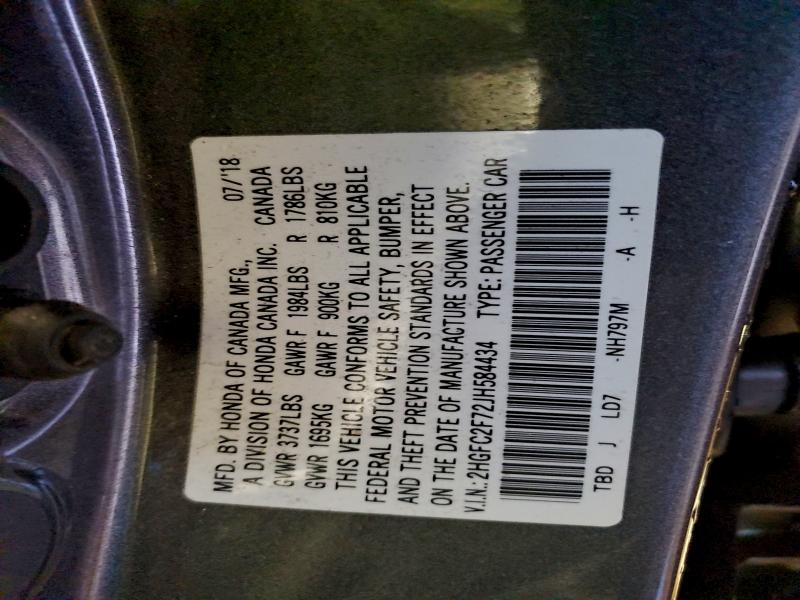 MFD. BY HONDA OF CANADA MFG., 07/'18
A DIVISION OF HONDA CANADA INC. CANADA
GVWR 3737LBS GAWR F 1984LBS R 1786LBS
GVWR 1695KG GAWR F 900KG R 810KG
THIS VEHICLE CONFORMS TO ALL APPLICABLE
FEDERAL MOTOR VEHICLE SAFETY, BUMPER,
AND THEFT PREVENTION STANDARDS IN EFFECT
ON THE DATE OF MANUFACTURE SHOWN ABOVE.
V.I.N.: 2HGFC2F72JH584434 TYPE: PASSENGER CAR
TBD J LD7 -NH797M -A -H